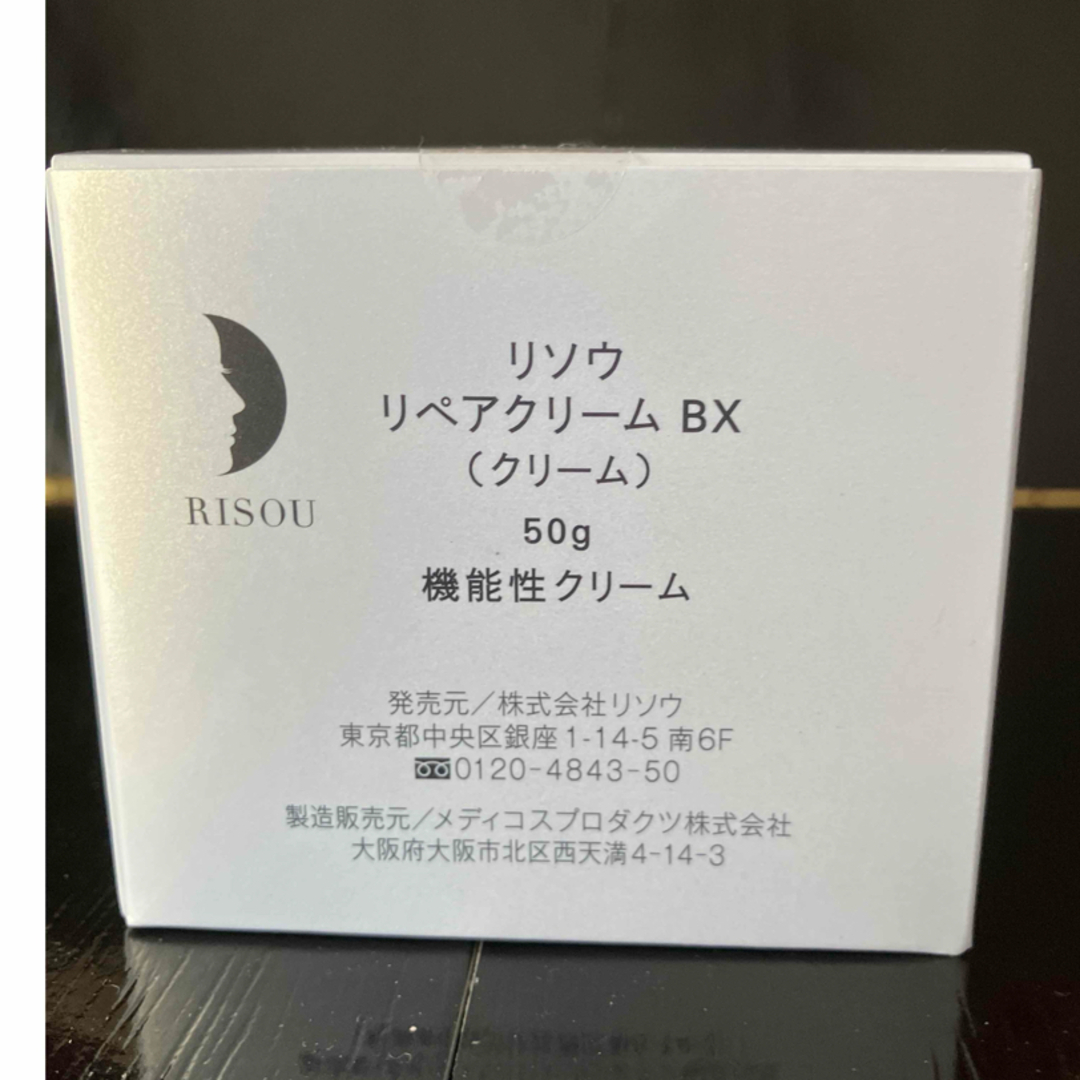 RISOU
リソウ
リペアクリーム BX
（クリーム）
50g
機能性クリーム
発売元／株式会社リソウ
東京都中央区銀座1-14-5 南6F
0120-4843-50
製造販売元／メディコスプロダクツ株式会社
大阪府大阪市北区西天満4-14-3